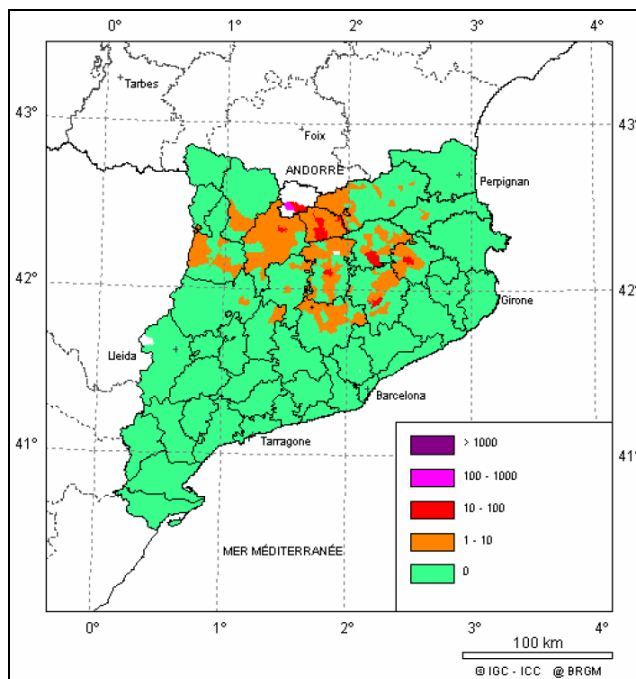 0° 1° 2° 3° 4°
Tarbes
43° 43°
Foix
ANDORRE
Perpignan
42° 42°
Girone
Lleida
Barcelona
41° Tarragone 41°
> 1000
100 - 1000
10 - 100
1 - 10
0
MER MÉDITERRANÉE
0° 1° 2° 3° 4°
100 km
© IGC - ICC @ BRGM